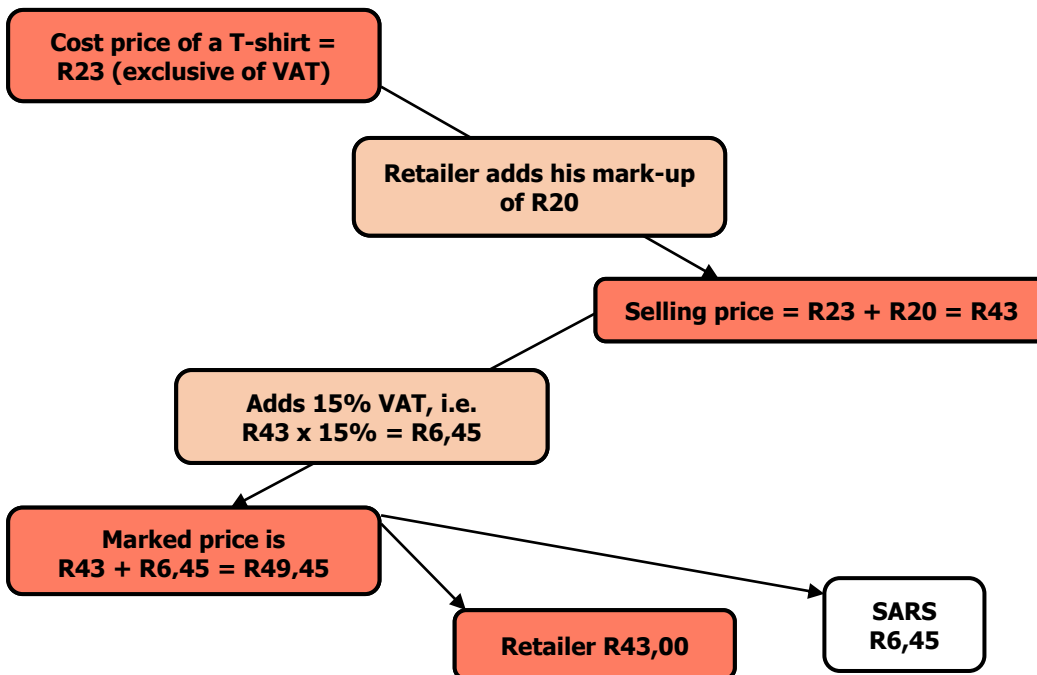 Cost price of a T-shirt =
R23 (exclusive of VAT)
Retailer adds his mark-up
of R20
Selling price = R23 + R20 = R43
Adds 15% VAT, i.e.
R43 x 15% = R6,45
Marked price is
R43 + R6,45 = R49,45
Retailer R43,00
SARS
R6,45